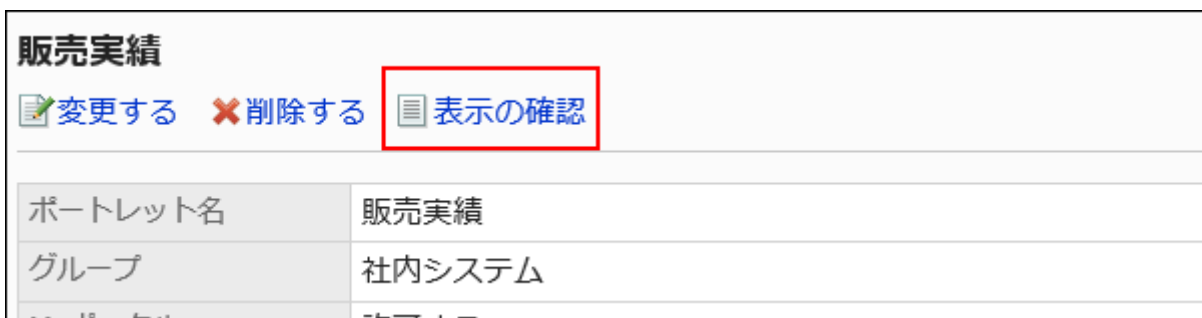 販売実績
変更する 削除する 表示の確認
ポートレット名 販売実績
グループ 社内システム